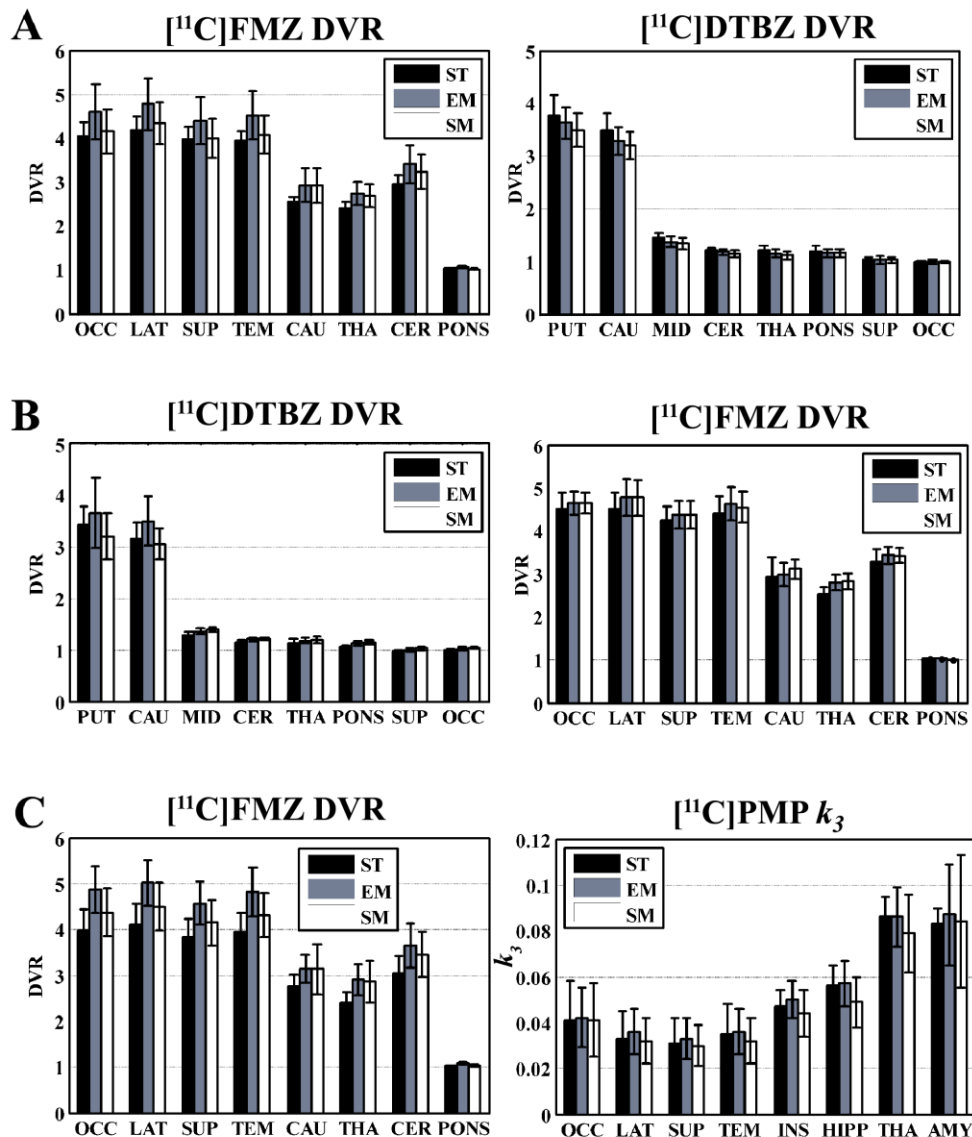 A
[¹¹C]FMZ DVR
6
5
4
3
2
1
0
DVR
ST
EM
SM
OCC LAT SUP TEM CAU THA CER PONS
[¹¹C]DTBZ DVR
5
4
3
2
1
0
DVR
ST
EM
SM
PUT CAU MID CER THA PONS SUP OCC
B
[¹¹C]DTBZ DVR
5
4
3
2
1
0
DVR
ST
EM
SM
PUT CAU MID CER THA PONS SUP OCC
[¹¹C]FMZ DVR
6
5
4
3
2
1
0
DVR
ST
EM
SM
OCC LAT SUP TEM CAU THA CER PONS
C
[¹¹C]FMZ DVR
6
5
4
3
2
1
0
DVR
ST
EM
SM
OCC LAT SUP TEM CAU THA CER PONS
[¹¹C]PMP k₃
0.12
0.1
0.08
0.06
0.04
0.02
0
k₃
ST
EM
SM
OCC LAT SUP TEM INS HIPP THA AMY